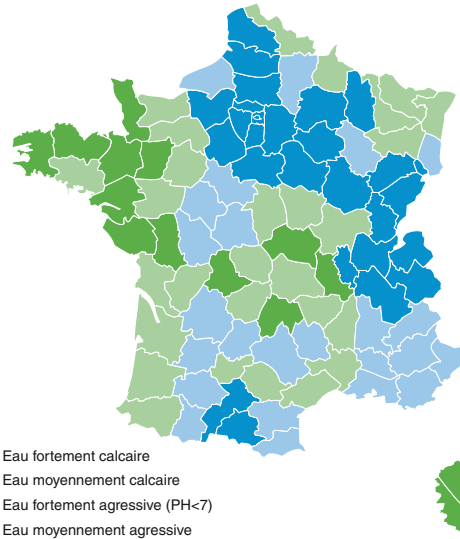 Eau fortement calcaire
Eau moyennement calcaire
Eau fortement agressive (PH<7)
Eau moyennement agressive